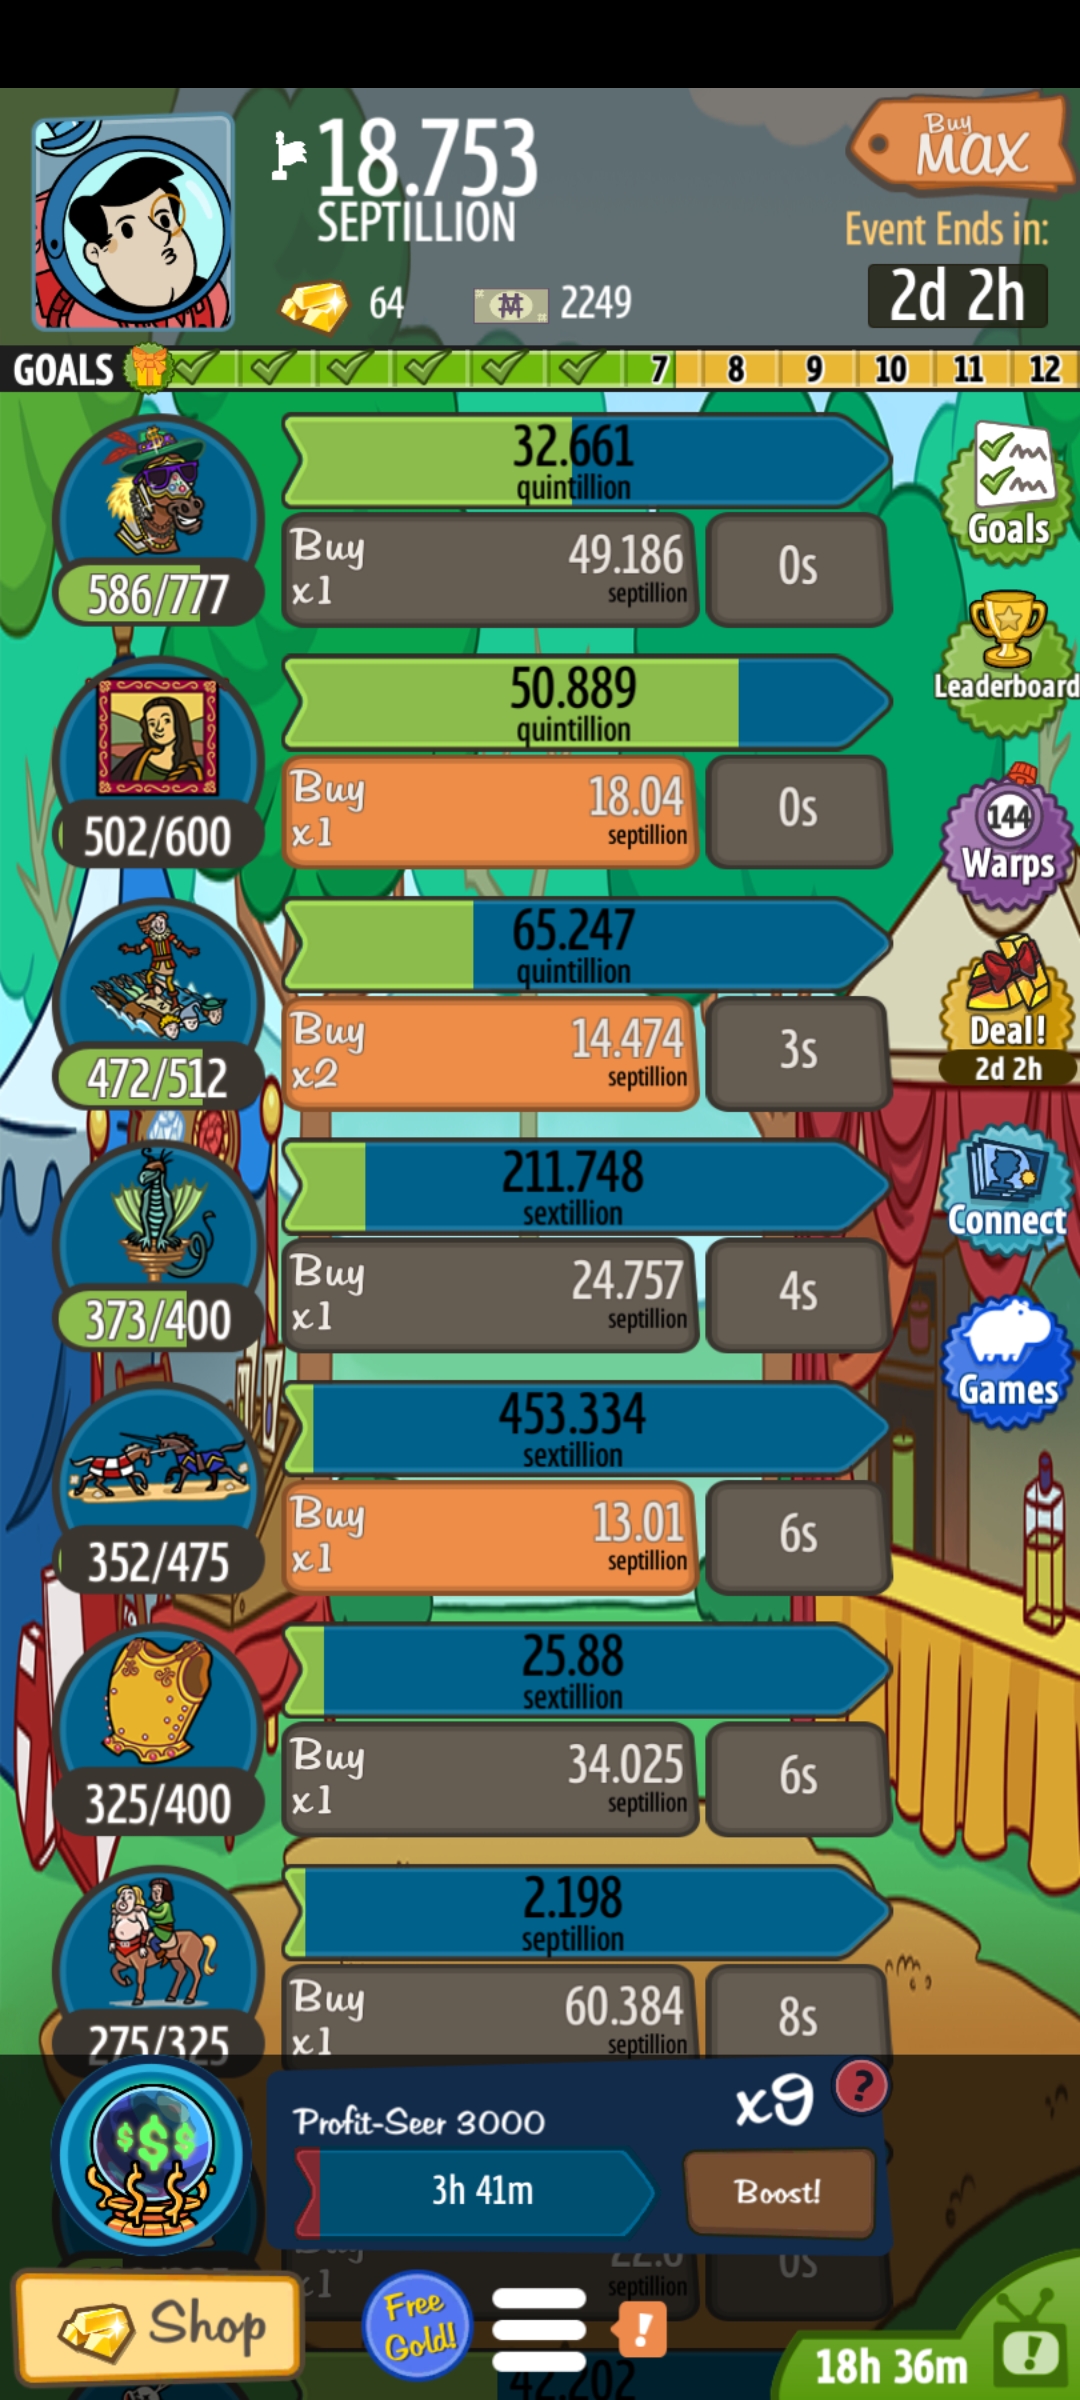 18.753
SEPTILLION
Buy
MAX
Event Ends in:
64
2249
2d 2h
GOALS
7 8 9 10 11 12
32.661
quintillion
Buy
x1
49.186
septillion
0s
586/777
Goals
Leaderboard
50.889
quintillion
Buy
x1
18.04
septillion
0s
502/600
144
Warps
65.247
quintillion
Buy
x2
14.474
septillion
3s
472/512
Deal!
2d 2h
211.748
sextillion
Buy
x1
24.757
septillion
4s
373/400
Connect
Games
453.334
sextillion
Buy
x1
13.01
septillion
6s
352/475
25.88
sextillion
Buy
x1
34.025
septillion
6s
325/400
2.198
septillion
Buy
x1
60.384
septillion
8s
275/325
$$$
Profit-Seer 3000
x9
?
3h 41m
Boost!
septillion
0s
Shop
Free
Gold!
!
18h 36m
!
42.202